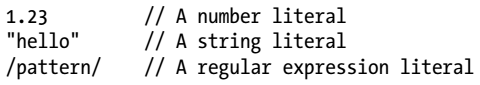 1.23 // A number literal
"hello" // A string literal
/pattern/ // A regular expression literal